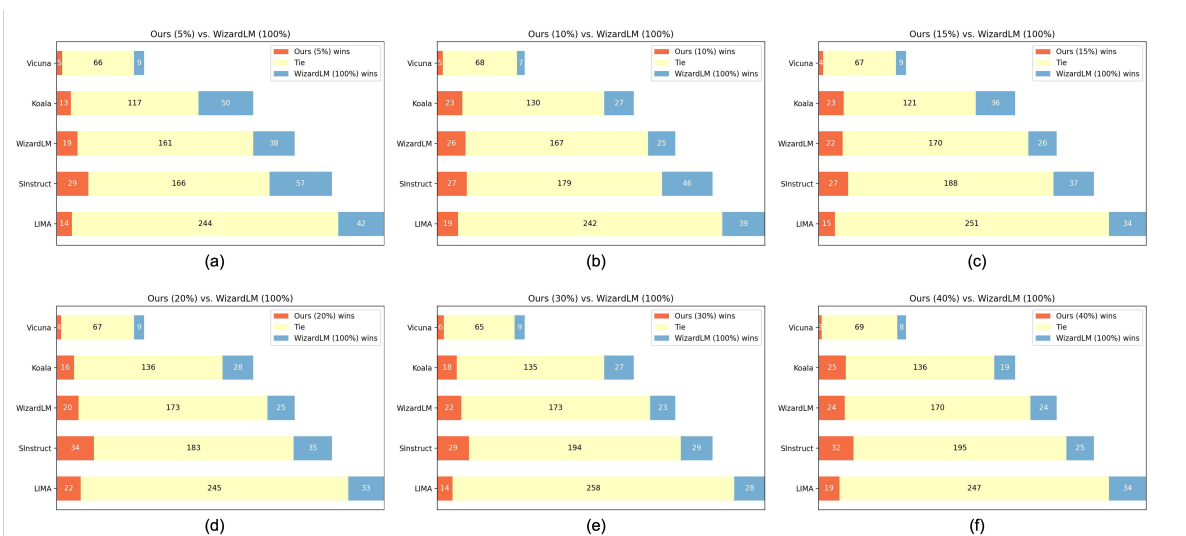 Ours (5%) vs. WizardLM (100%)
Ours (5%) wins
Tie
WizardLM (100%) wins
Vicuna 5 66 9
Koala 13 117 50
WizardLM 19 161 38
SInstruct 29 166 57
LIMA 14 244 42
(a)
Ours (10%) vs. WizardLM (100%)
Ours (10%) wins
Tie
WizardLM (100%) wins
Vicuna 5 68 7
Koala 23 130 27
WizardLM 26 167 25
SInstruct 27 179 46
LIMA 19 242 39
(b)
Ours (15%) vs. WizardLM (100%)
Ours (15%) wins
Tie
WizardLM (100%) wins
Vicuna 4 67 9
Koala 23 121 36
WizardLM 22 170 26
SInstruct 27 188 37
LIMA 15 251 34
(c)
Ours (20%) vs. WizardLM (100%)
Ours (20%) wins
Tie
WizardLM (100%) wins
Vicuna 4 67 9
Koala 16 136 28
WizardLM 20 173 25
SInstruct 34 183 35
LIMA 22 245 33
(d)
Ours (30%) vs. WizardLM (100%)
Ours (30%) wins
Tie
WizardLM (100%) wins
Vicuna 6 65 9
Koala 18 135 27
WizardLM 22 173 23
SInstruct 29 194 29
LIMA 14 258 28
(e)
Ours (40%) vs. WizardLM (100%)
Ours (40%) wins
Tie
WizardLM (100%) wins
Vicuna 3 69 8
Koala 25 136 19
WizardLM 24 170 24
SInstruct 32 195 25
LIMA 19 247 34
(f)